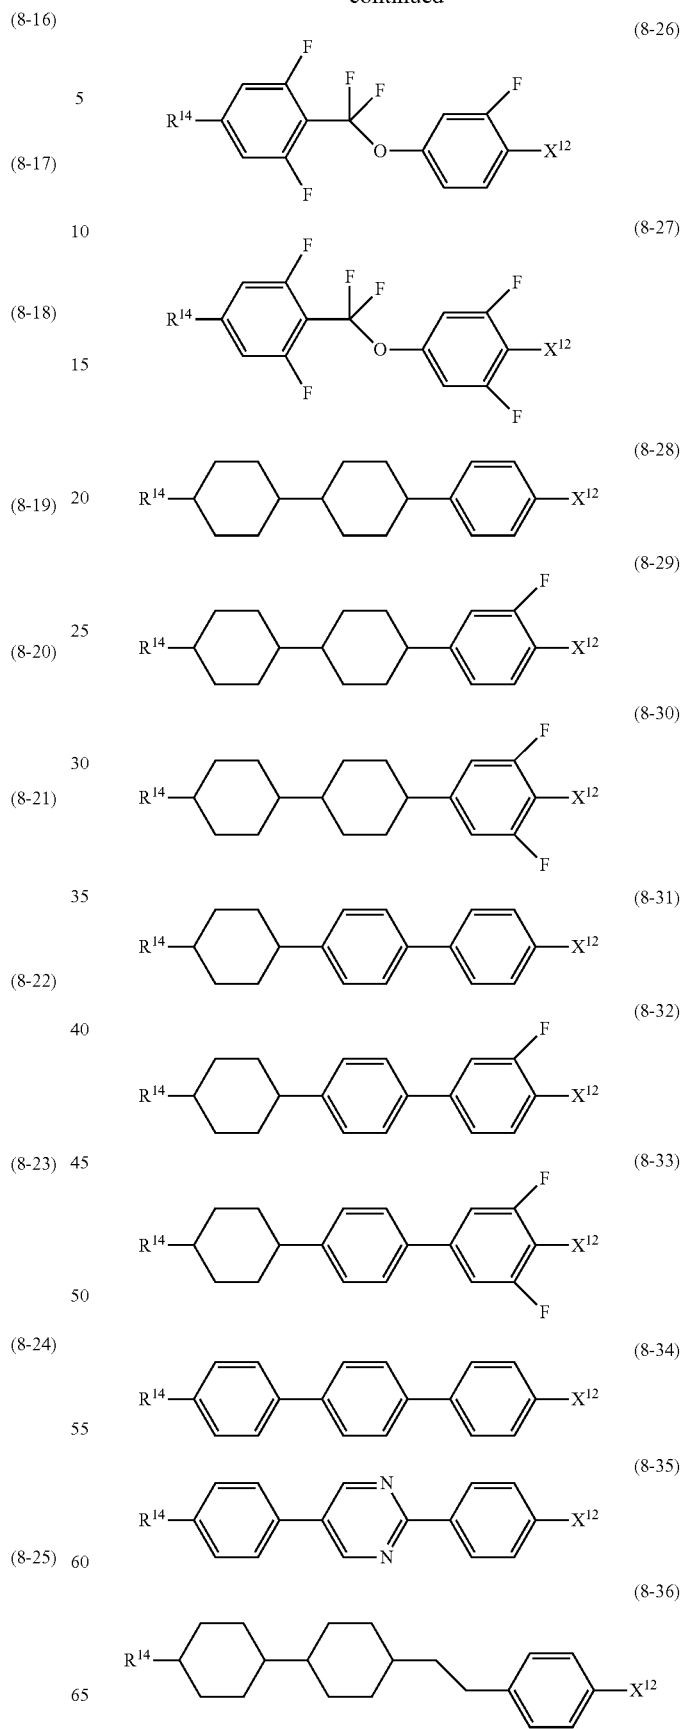 continued
(8-16)
(8-26)
F
F
F
5
F
R¹⁴
O
X¹²
(8-17)
F
10
(8-27)
F
F
F
F
(8-18)
R¹⁴
O
X¹²
15
F
F
(8-28)
(8-19)
20
R¹⁴
X¹²
(8-29)
F
25
(8-20)
R¹⁴
X¹²
(8-30)
F
30
(8-21)
R¹⁴
X¹²
F
35
(8-31)
R¹⁴
X¹²
(8-22)
(8-32)
40
F
R¹⁴
X¹²
(8-23)
45
(8-33)
F
R¹⁴
X¹²
50
F
(8-24)
(8-34)
R¹⁴
X¹²
55
(8-35)
N
R¹⁴
X¹²
N
(8-25)
60
(8-36)
R¹⁴
X¹²
65